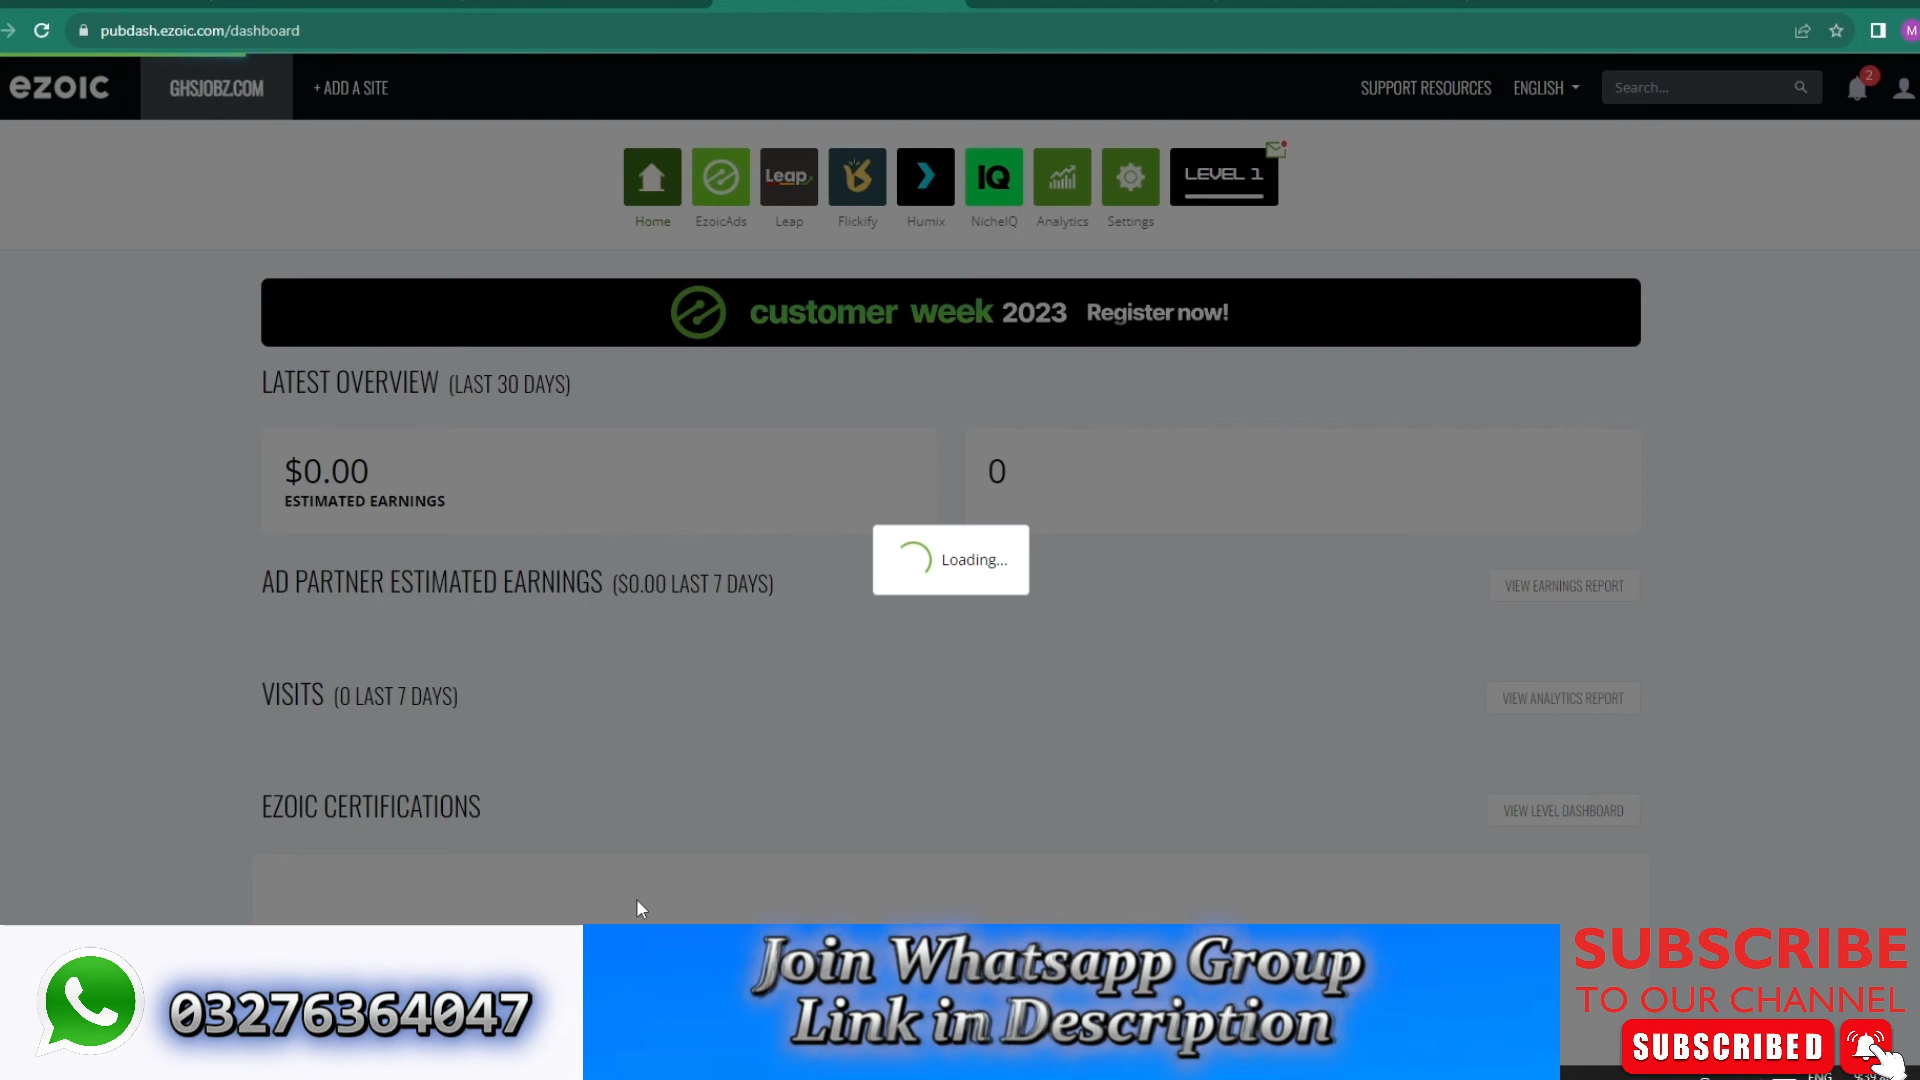 pubdash.ezoic.com/dashboard
M
ezoic
GHSJOBZ.COM
+ ADD A SITE
SUPPORT RESOURCES
ENGLISH
Search...
2
Leap
IQ
LEVEL 1
Home
EzoicAds
Leap
Flickify
Humix
NicheIQ
Analytics
Settings
customer week 2023 Register now!
LATEST OVERVIEW (LAST 30 DAYS)
$0.00
ESTIMATED EARNINGS
0
Loading...
AD PARTNER ESTIMATED EARNINGS ($0.00 LAST 7 DAYS)
VIEW EARNINGS REPORT
VISITS (0 LAST 7 DAYS)
VIEW ANALYTICS REPORT
EZOIC CERTIFICATIONS
VIEW LEVEL DASHBOARD
03276364047
Join Whatsapp Group
Link in Description
SUBSCRIBE
TO OUR CHANNEL
SUBSCRIBED
ENG